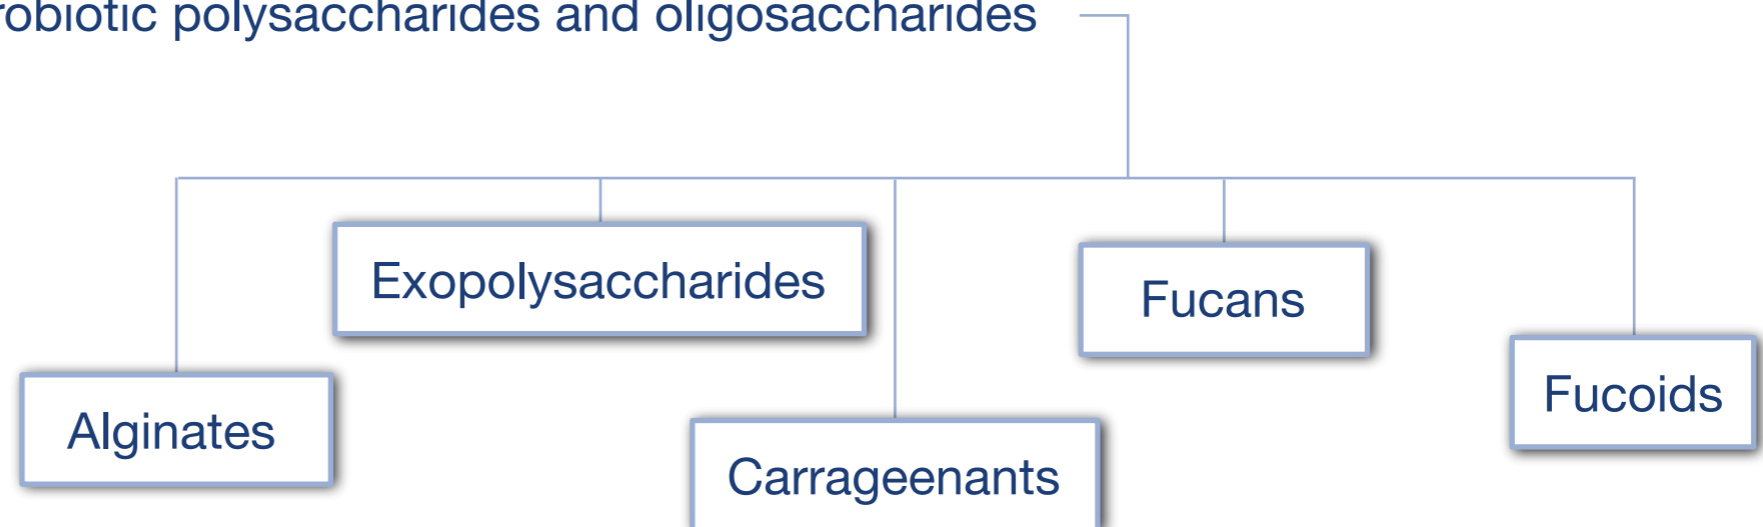 robiotic polysaccharides and oligosaccharides
Exopolysaccharides
Fucans
Fucoids
Alginates
Carrageenants